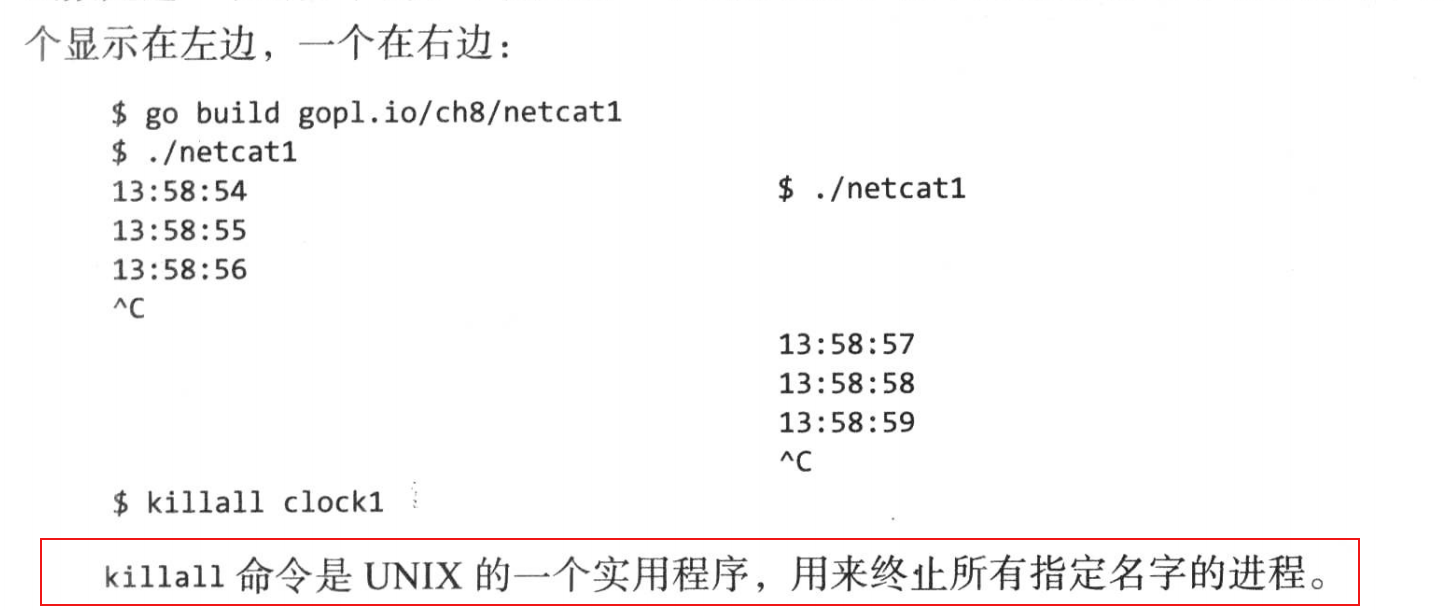 个显示在左边，一个在右边：
$ go build gopl.io/ch8/netcat1
$ ./netcat1
13:58:54
$ ./netcat1
13:58:55
13:58:56
^C
13:58:57
13:58:58
13:58:59
^C
$ killall clock1
killall 命令是 UNIX 的一个实用程序，用来终止所有指定名字的进程。